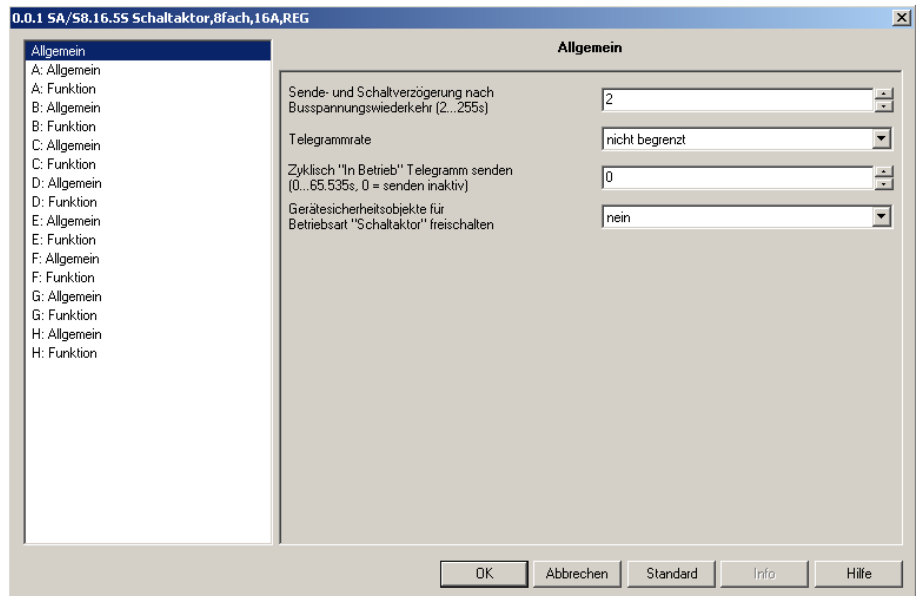 0.0.1 SA/S8.16.5S Schaltaktor,8fach,16A,REG
Allgemein
A: Allgemein
A: Funktion
B: Allgemein
B: Funktion
C: Allgemein
C: Funktion
D: Allgemein
D: Funktion
E: Allgemein
E: Funktion
F: Allgemein
F: Funktion
G: Allgemein
G: Funktion
H: Allgemein
H: Funktion
Allgemein
Sende- und Schaltverzögerung nach
Busspannungswiederkehr (2...255s)
2
Telegrammrate
nicht begrenzt
Zyklisch "In Betrieb" Telegramm senden
(0...65.535s, 0 = senden inaktiv)
0
Gerätesicherheitsobjekte für
Betriebsart "Schaltaktor" freischalten
nein
OK
Abbrechen
Standard
Info
Hilfe